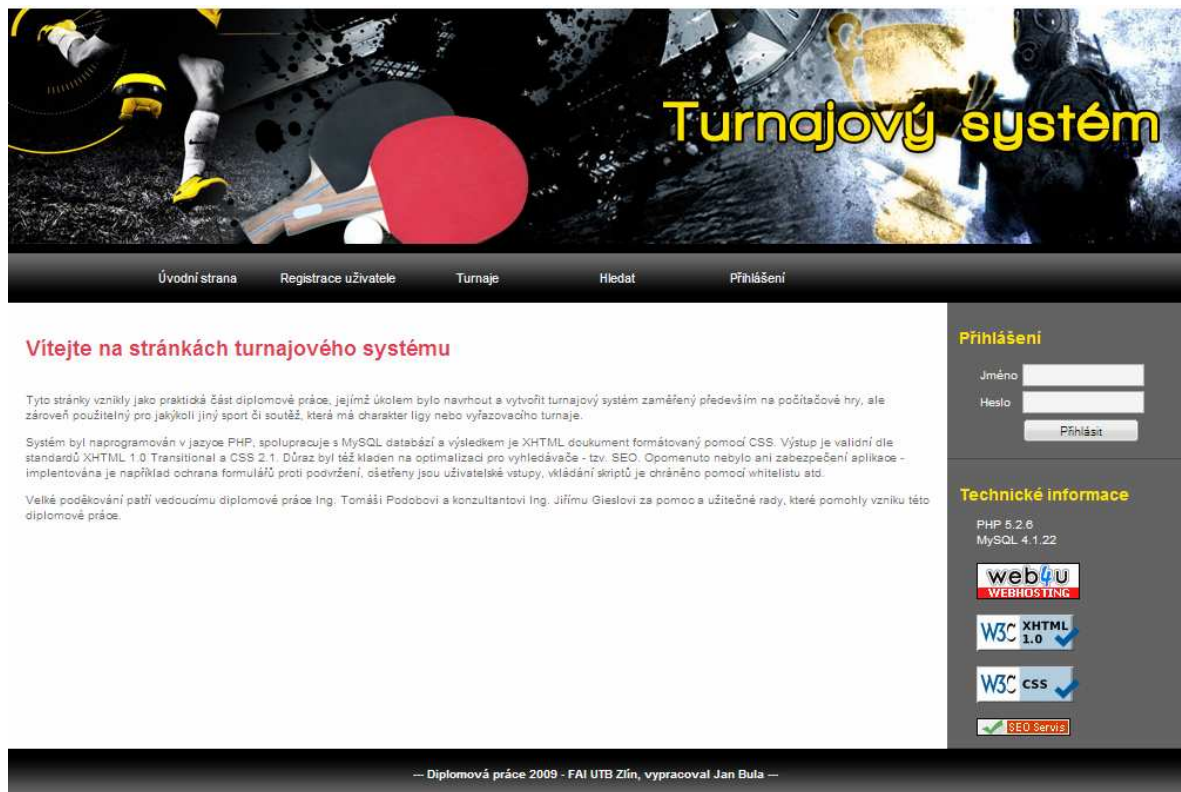 Turnajový systém
Úvodní strana Registrace uživatele Turnaje Hledat Přihlášení
Vítejte na stránkách turnajového systému
Tyto stránky vznikly jako praktická část diplomové práce, jejímž úkolem bylo navrhout a vytvořit turnajový systém zaměřený především na počítačové hry, ale
zároveň použitelný pro jakýkoli jiný sport či soutěž, která má charakter ligy nebo vyřazovacího turnaje.
Systém byl naprogramován v jazyce PHP, spolupracuje s MySQL databází a výsledkem je XHTML doukument formátovaný pomocí CSS. Výstup je validní dle
standardů XHTML 1.0 Transitional a CSS 2.1. Důraz byl též kladen na optimalizaci pro vyhledávače - tzv. SEO. Opomenuto nebylo ani zabezpečení aplikace -
implentována je například ochrana formulářů proti podvržení, ošetřeny jsou uživatelské vstupy, vkládání skriptů je chráněno pomocí whitelistu atd.
Velké poděkování patří vedoucímu diplomové práce Ing. Tomáši Podobovi a konzultantovi Ing. Jiřímu Gieslovi za pomoc a užitečné rady, které pomohly vzniku této
diplomové práce.
Přihlášení
Jméno
Heslo
Přihlásit
Technické informace
PHP 5.2.6
MySQL 4.1.22
web4u
WEBHOSTING
W3C XHTML
1.0
W3C css
SEO Servis
--- Diplomová práce 2009 - FAI UTB Zlín, vypracoval Jan Bula ---